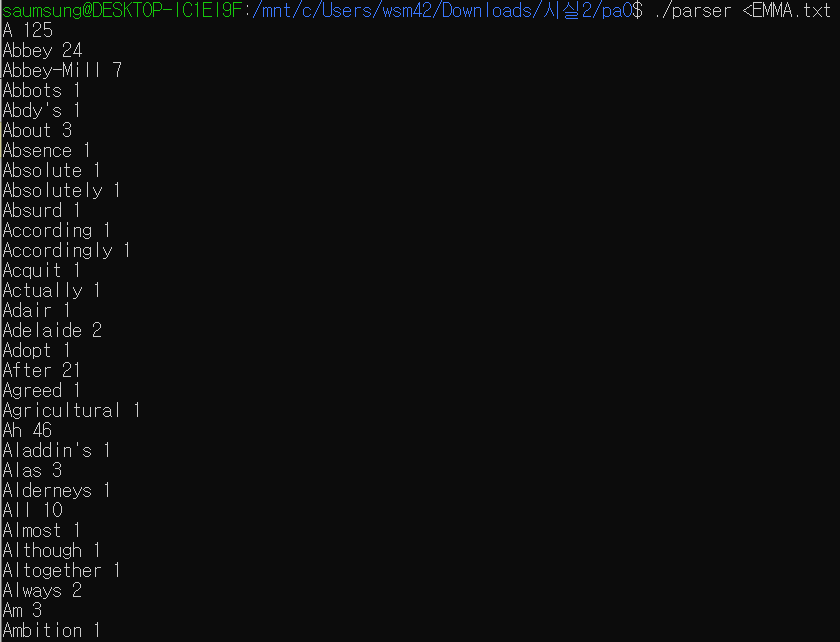 saumsung@DESKTOP-IC1EI9F:/mnt/c/Users/wsm42/Downloads/시실2/pa0$ ./parser <EMMA.txt
A 125
Abbey 24
Abbey-Mill 7
Abbots 1
Abdy's 1
About 3
Absence 1
Absolute 1
Absolutely 1
Absurd 1
According 1
Accordingly 1
Acquit 1
Actually 1
Adair 1
Adelaide 2
Adopt 1
After 21
Agreed 1
Agricultural 1
Ah 46
Aladdin's 1
Alas 3
Alderneys 1
All 10
Almost 1
Although 1
Altogether 1
Always 2
Am 3
Ambition 1